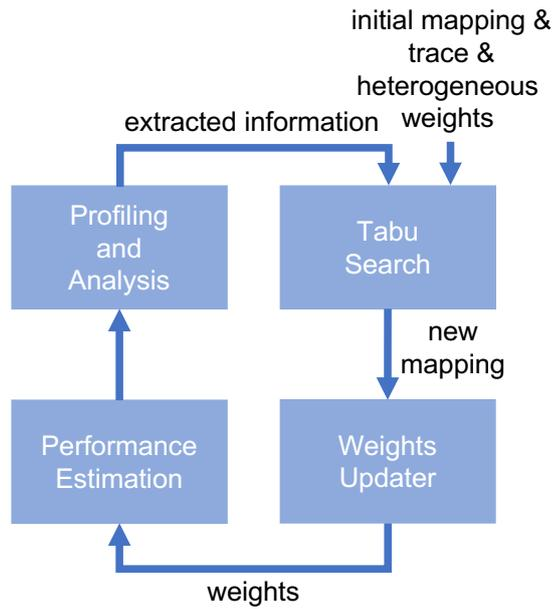 initial mapping &
trace &
heterogeneous
weights
extracted information
Profiling
and
Analysis
Tabu
Search
new
mapping
Performance
Estimation
Weights
Updater
weights